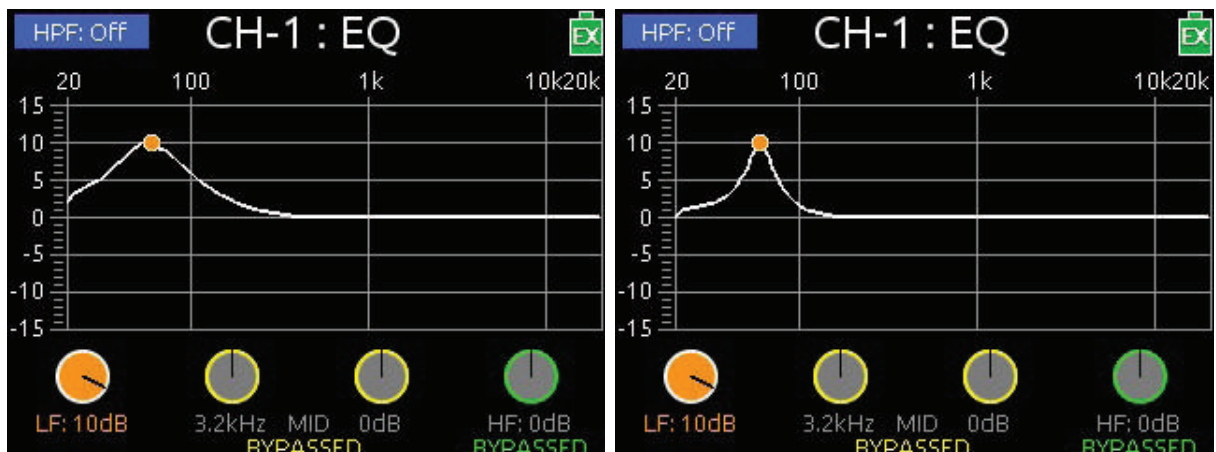 HPF: Off CH-1 : EQ EX
20 100 1k 10k20k
15
10
5
0
-5
-10
-15
LF: 10dB 3.2kHz MID 0dB HF: 0dB
BYPASSED BYPASSED
HPF: Off CH-1 : EQ EX
20 100 1k 10k20k
15
10
5
0
-5
-10
-15
LF: 10dB 3.2kHz MID 0dB HF: 0dB
BYPASSED BYPASSED